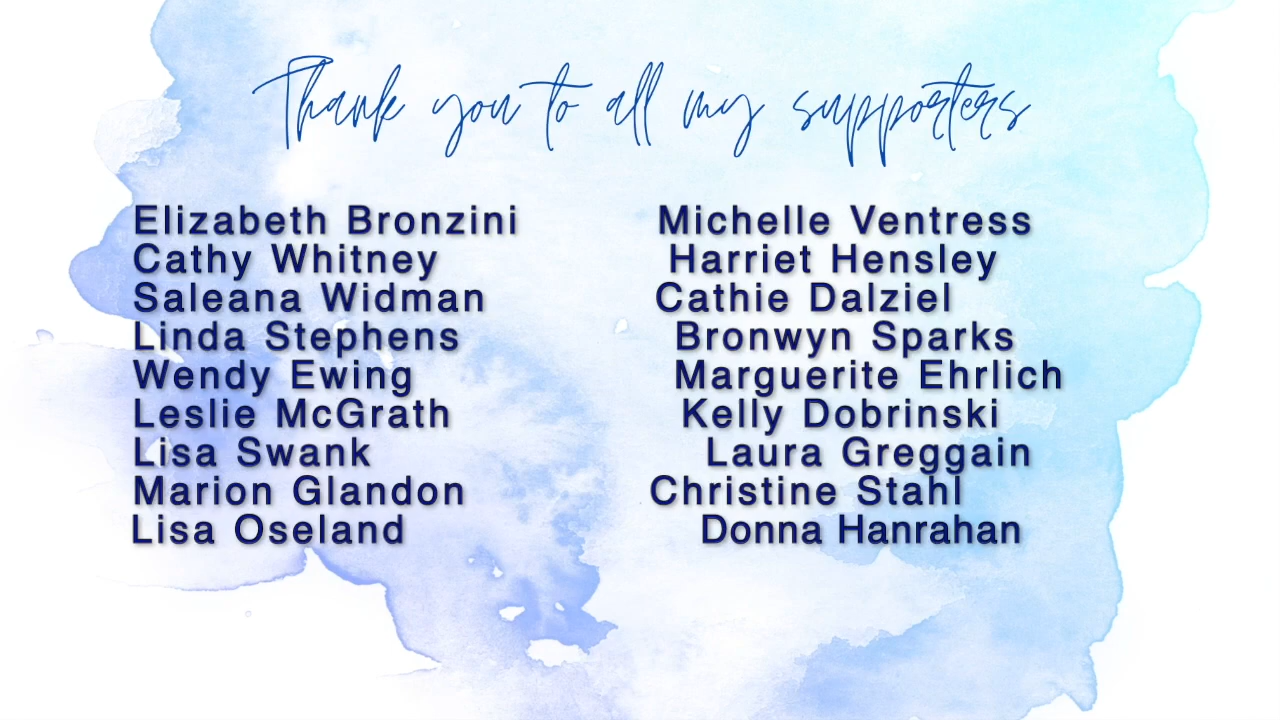 Thank you to all my supporters
Elizabeth Bronzini Michelle Ventress
Cathy Whitney Harriet Hensley
Saleana Widman Cathie Dalziel
Linda Stephens Bronwyn Sparks
Wendy Ewing Marguerite Ehrlich
Leslie McGrath Kelly Dobrinski
Lisa Swank Laura Greggain
Marion Glandon Christine Stahl
Lisa Oseland Donna Hanrahan